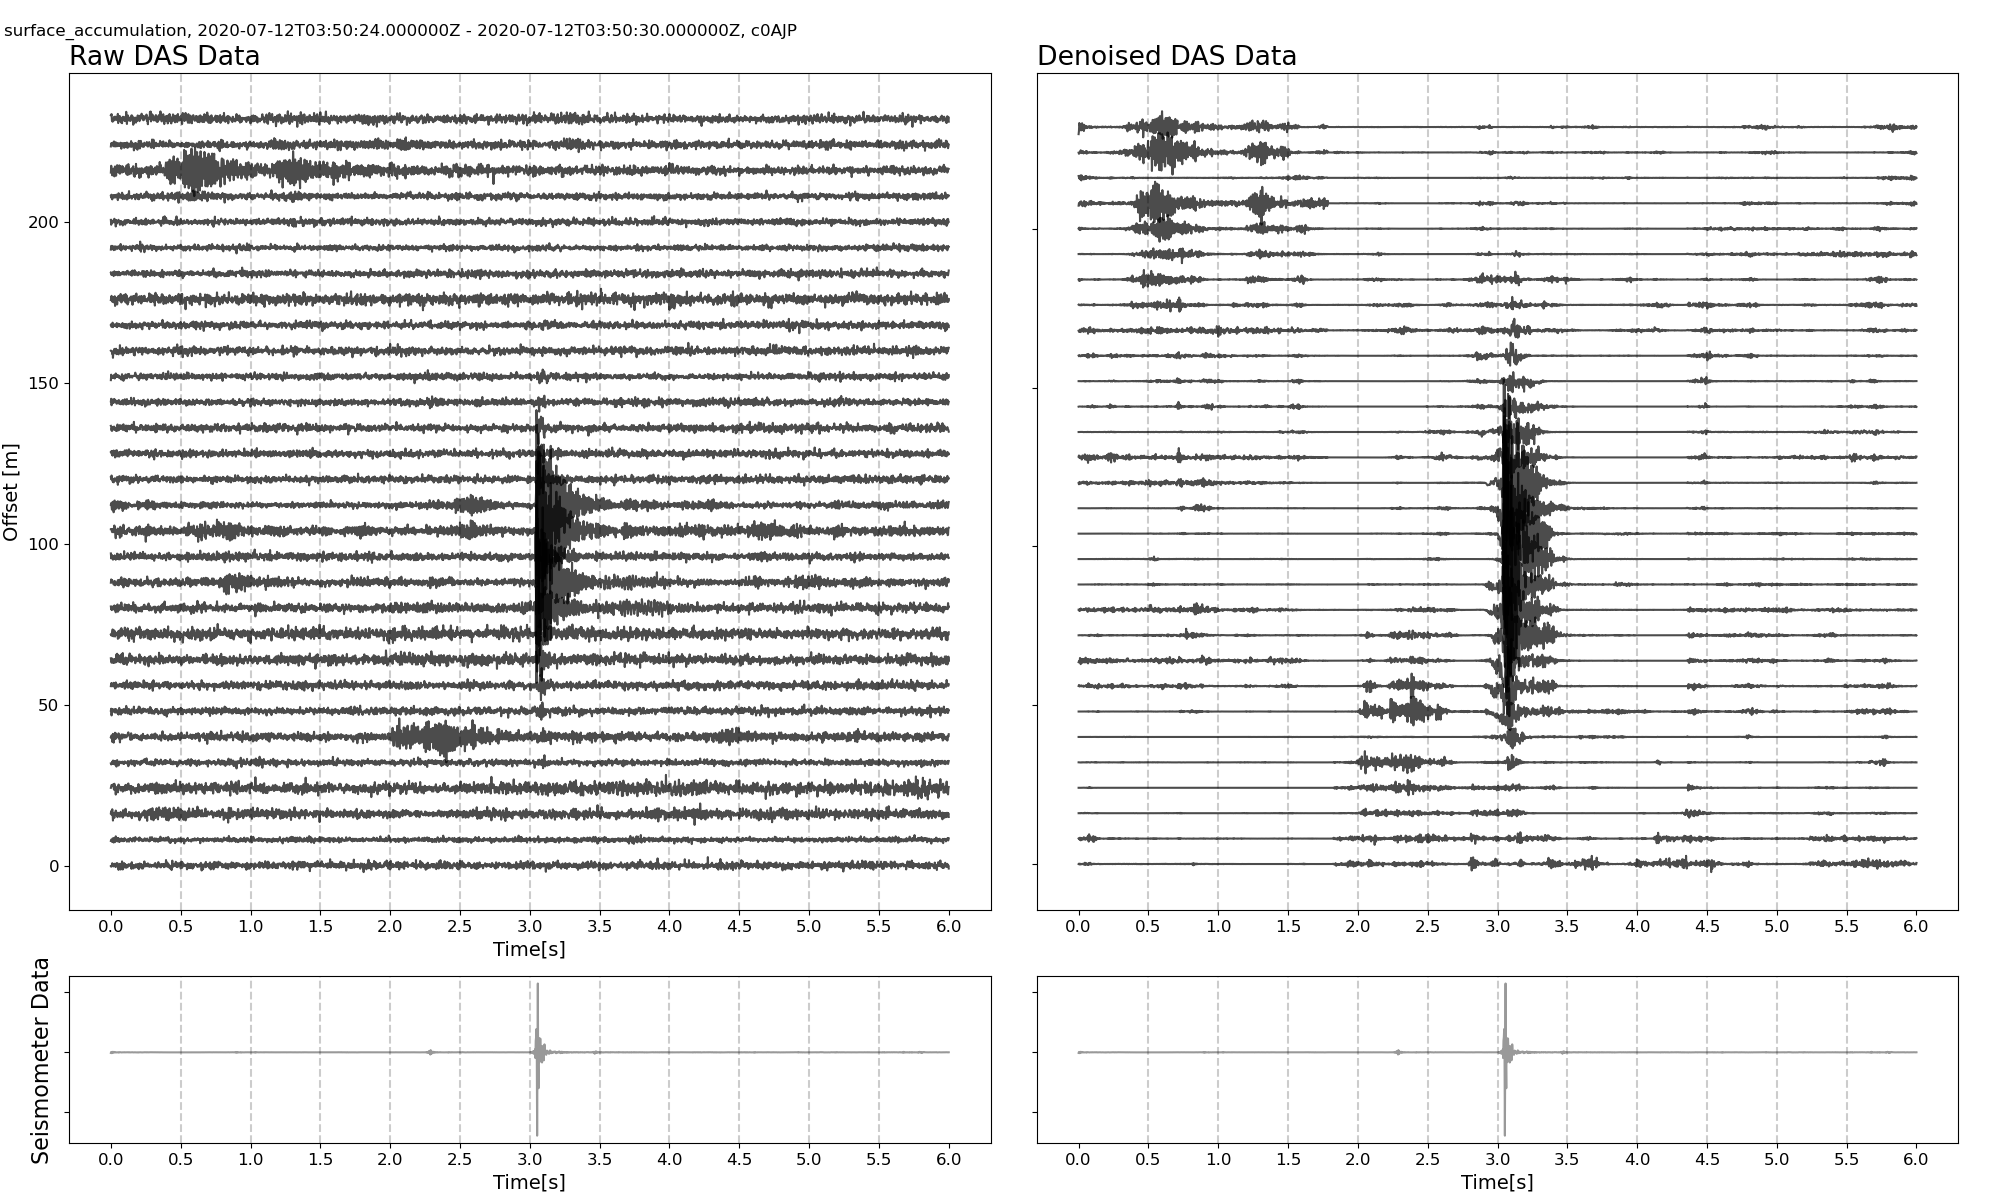 surface_accumulation, 2020-07-12T03:50:24.000000Z - 2020-07-12T03:50:30.000000Z, c0AJP
Raw DAS Data
Offset [m]
200
150
100
50
0
0.0 0.5 1.0 1.5 2.0 2.5 3.0 3.5 4.0 4.5 5.0 5.5 6.0
Time[s]
Denoised DAS Data
0.0 0.5 1.0 1.5 2.0 2.5 3.0 3.5 4.0 4.5 5.0 5.5 6.0
Seismometer Data
0.0 0.5 1.0 1.5 2.0 2.5 3.0 3.5 4.0 4.5 5.0 5.5 6.0
Time[s]
0.0 0.5 1.0 1.5 2.0 2.5 3.0 3.5 4.0 4.5 5.0 5.5 6.0
Time[s]